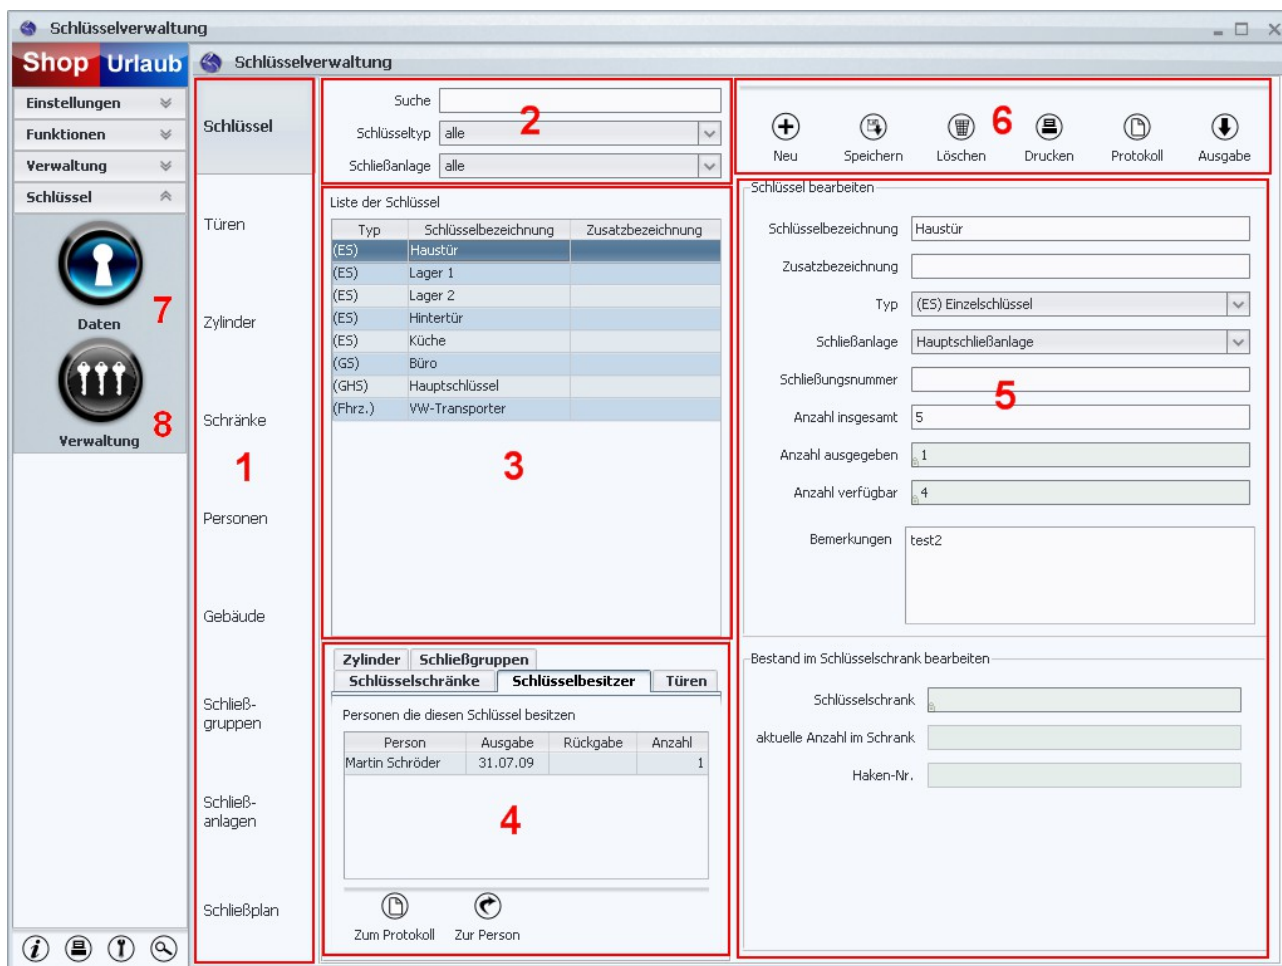 Schlüsselverwaltung
Shop Urlaub
Schlüsselverwaltung
Einstellungen
Funktionen
Verwaltung
Schlüssel
7
Daten
8
Verwaltung
Schlüssel
Türen
Zylinder
Schränke
1
Personen
Gebäude
Schließ-
gruppen
Schließ-
anlagen
Schließplan
Suche
2
Schlüsseltyp alle
Schließanlage alle
Liste der Schlüssel
Typ Schlüsselbezeichnung Zusatzbezeichnung
(ES) Haustür
(ES) Lager 1
(ES) Lager 2
(ES) Hintertür
(ES) Küche
(GS) Büro
(GHS) Hauptschlüssel
(Fhrz.) VW-Transporter
3
Zylinder Schließgruppen
Schlüsselschränke Schlüsselbesitzer Türen
Personen die diesen Schlüssel besitzen
Person Ausgabe Rückgabe Anzahl
Martin Schröder 31.07.09 1
4
Zum Protokoll Zur Person
6
Neu Speichern Löschen Drucken Protokoll Ausgabe
Schlüssel bearbeiten
Schlüsselbezeichnung Haustür
Zusatzbezeichnung
Typ (ES) Einzelschlüssel
Schließanlage Hauptschließanlage
Schließungsnummer
5
Anzahl insgesamt 5
Anzahl ausgegeben 1
Anzahl verfügbar 4
Bemerkungen test2
Bestand im Schlüsselschrank bearbeiten
Schlüsselschrank
aktuelle Anzahl im Schrank
Haken-Nr.